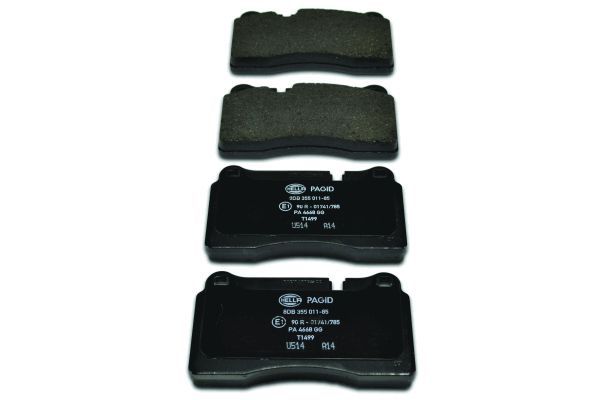 HELLA PAGID
8DB 355 011-85
E1 90 R - 01741/785
PA 4668 GG
T1499
U514 A14
HELLA PAGID
8DB 355 011-85
E1 90 R - 01741/785
PA 4668 GG
T1499
U514 A14